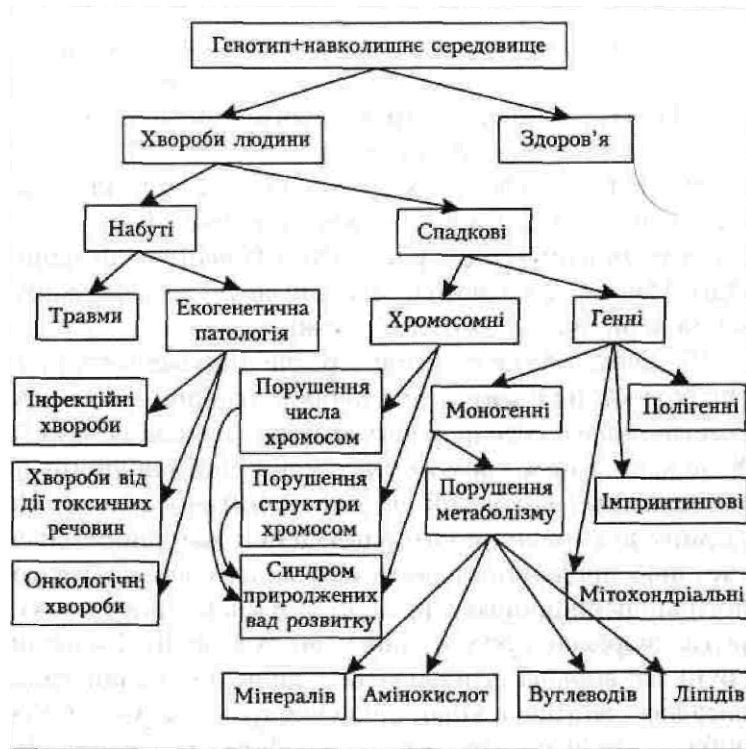 Генотип+навколишнє середовище
Хвороби людини
Здоров’я
Набуті
Спадкові
Травми
Екогенетична
патологія
Хромосомні
Генні
Інфекційні
хвороби
Порушення
числа
хромосом
Моногенні
Полігенні
Хвороби від
дії токсичних
речовин
Порушення
структури
хромосом
Порушення
метаболізму
Імпринтингові
Онкологічні
хвороби
Синдром
природжених
вад розвитку
Мітохондріальні
Мінералів
Амінокислот
Вуглеводів
Ліпідів